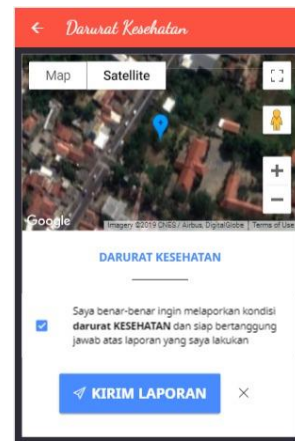 Darurat Kesehatan
Map Satellite
Google
Imagery ©2019 CNES / Airbus, DigitalGlobe Terms of Use
DARURAT KESEHATAN
Saya benar-benar ingin melaporkan kondisi
darurat KESEHATAN dan siap bertanggung
jawab atas laporan yang saya lakukan
KIRIM LAPORAN